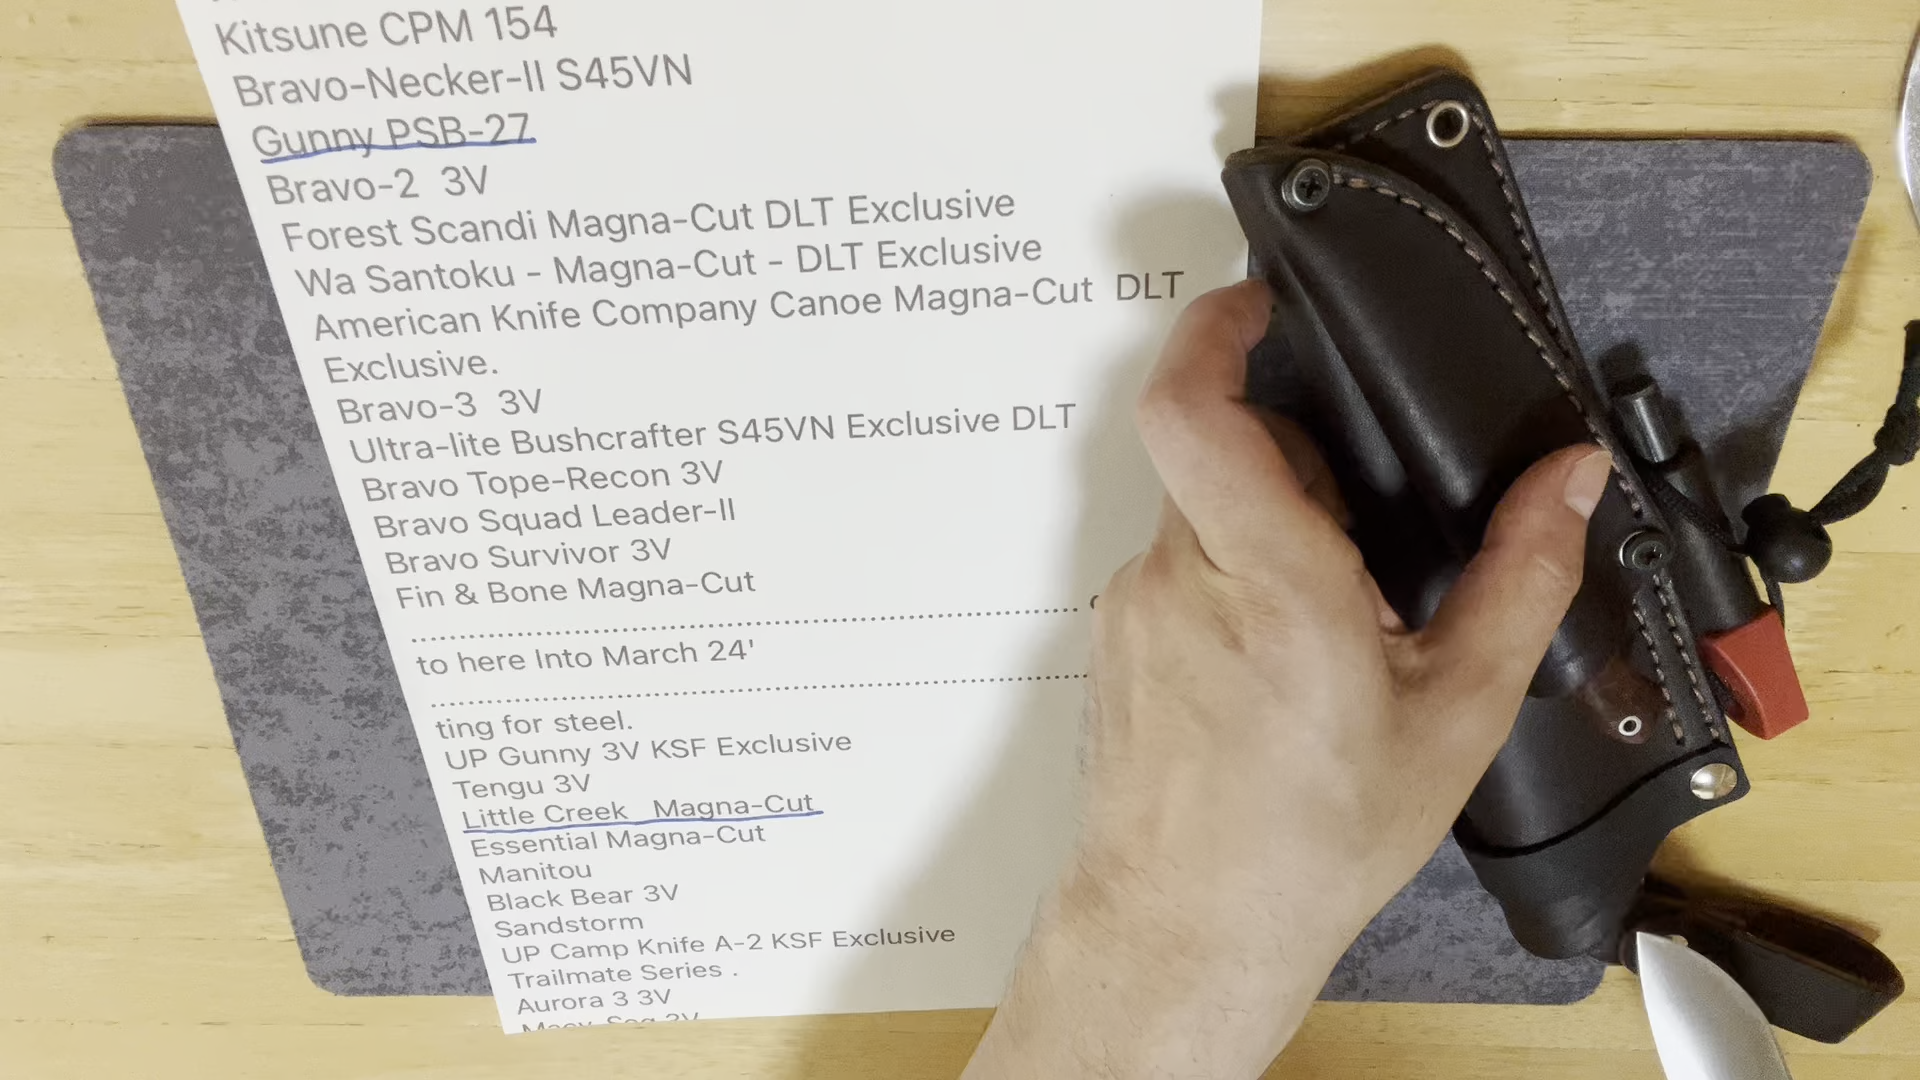 Kitsune CPM 154
Bravo-Necker-II S45VN
Gunny PSB-27
Bravo-2 3V
Forest Scandi Magna-Cut DLT Exclusive
Wa Santoku - Magna-Cut - DLT Exclusive
American Knife Company Canoe Magna-Cut DLT
Exclusive.
Bravo-3 3V
Ultra-lite Bushcrafter S45VN Exclusive DLT
Bravo Tope-Recon 3V
Bravo Squad Leader-II
Bravo Survivor 3V
Fin & Bone Magna-Cut
to here Into March 24'
ting for steel.
UP Gunny 3V KSF Exclusive
Tengu 3V
Little Creek Magna-Cut
Essential Magna-Cut
Manitou
Black Bear 3V
Sandstorm
UP Camp Knife A-2 KSF Exclusive
Trailmate Series .
Aurora 3 3V